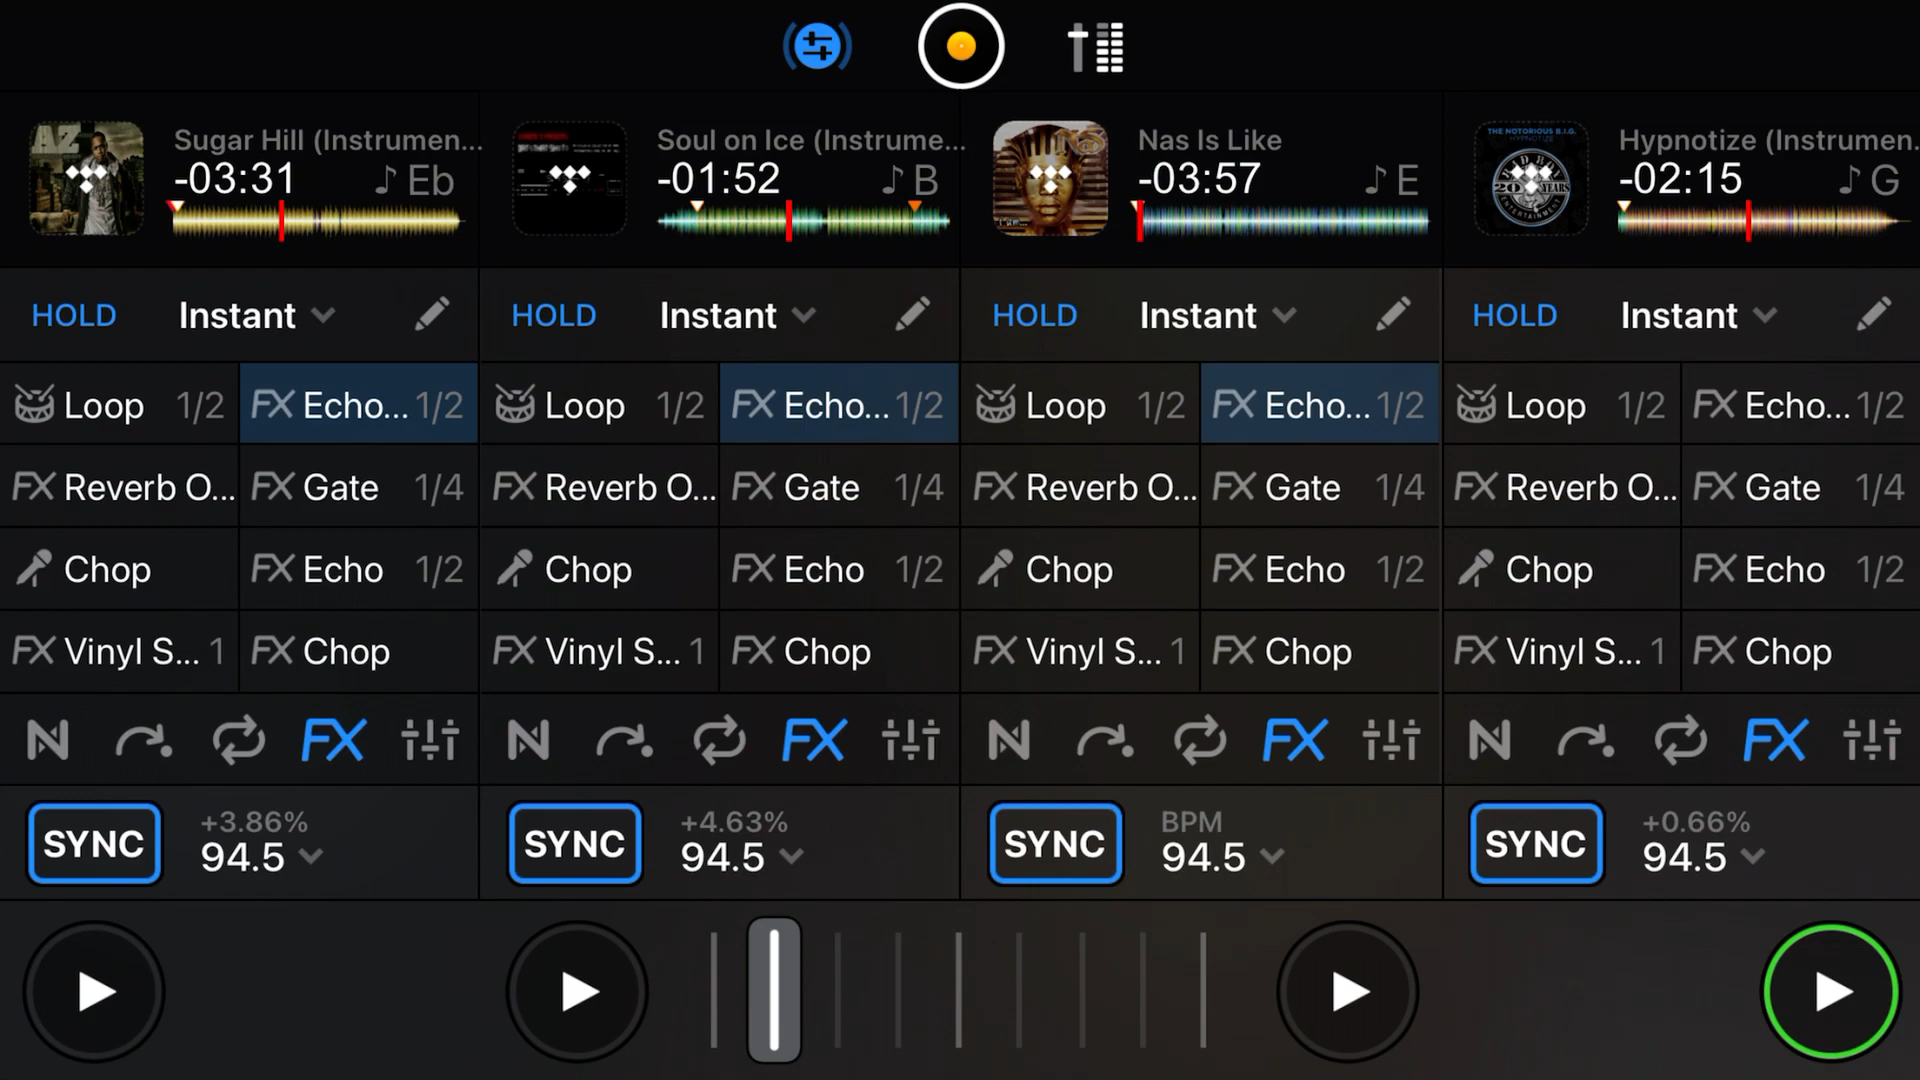 Sugar Hill (Instrumen...
-03:31
Eb
AZ
Soul on Ice (Instrume...
-01:52
B
Nas Is Like
-03:57
E
Hypnotize (Instrumen.
-02:15
G
THE NOTORIOUS B.I.G.
HYPNOTIZE
20 YEARS
ENTERTAINMENT
HOLD Instant
HOLD Instant
HOLD Instant
HOLD Instant
Loop 1/2 FX Echo... 1/2
Loop 1/2 FX Echo... 1/2
Loop 1/2 FX Echo... 1/2
Loop 1/2 FX Echo... 1/2
FX Reverb O... FX Gate 1/4
FX Reverb O... FX Gate 1/4
FX Reverb O... FX Gate 1/4
FX Reverb O... FX Gate 1/4
Chop FX Echo 1/2
Chop FX Echo 1/2
Chop FX Echo 1/2
Chop FX Echo 1/2
FX Vinyl S... 1 FX Chop
FX Vinyl S... 1 FX Chop
FX Vinyl S... 1 FX Chop
FX Vinyl S... 1 FX Chop
N FX
N FX
N FX
N FX
SYNC
+3.86%
94.5
SYNC
+4.63%
94.5
SYNC
BPM
94.5
SYNC
+0.66%
94.5